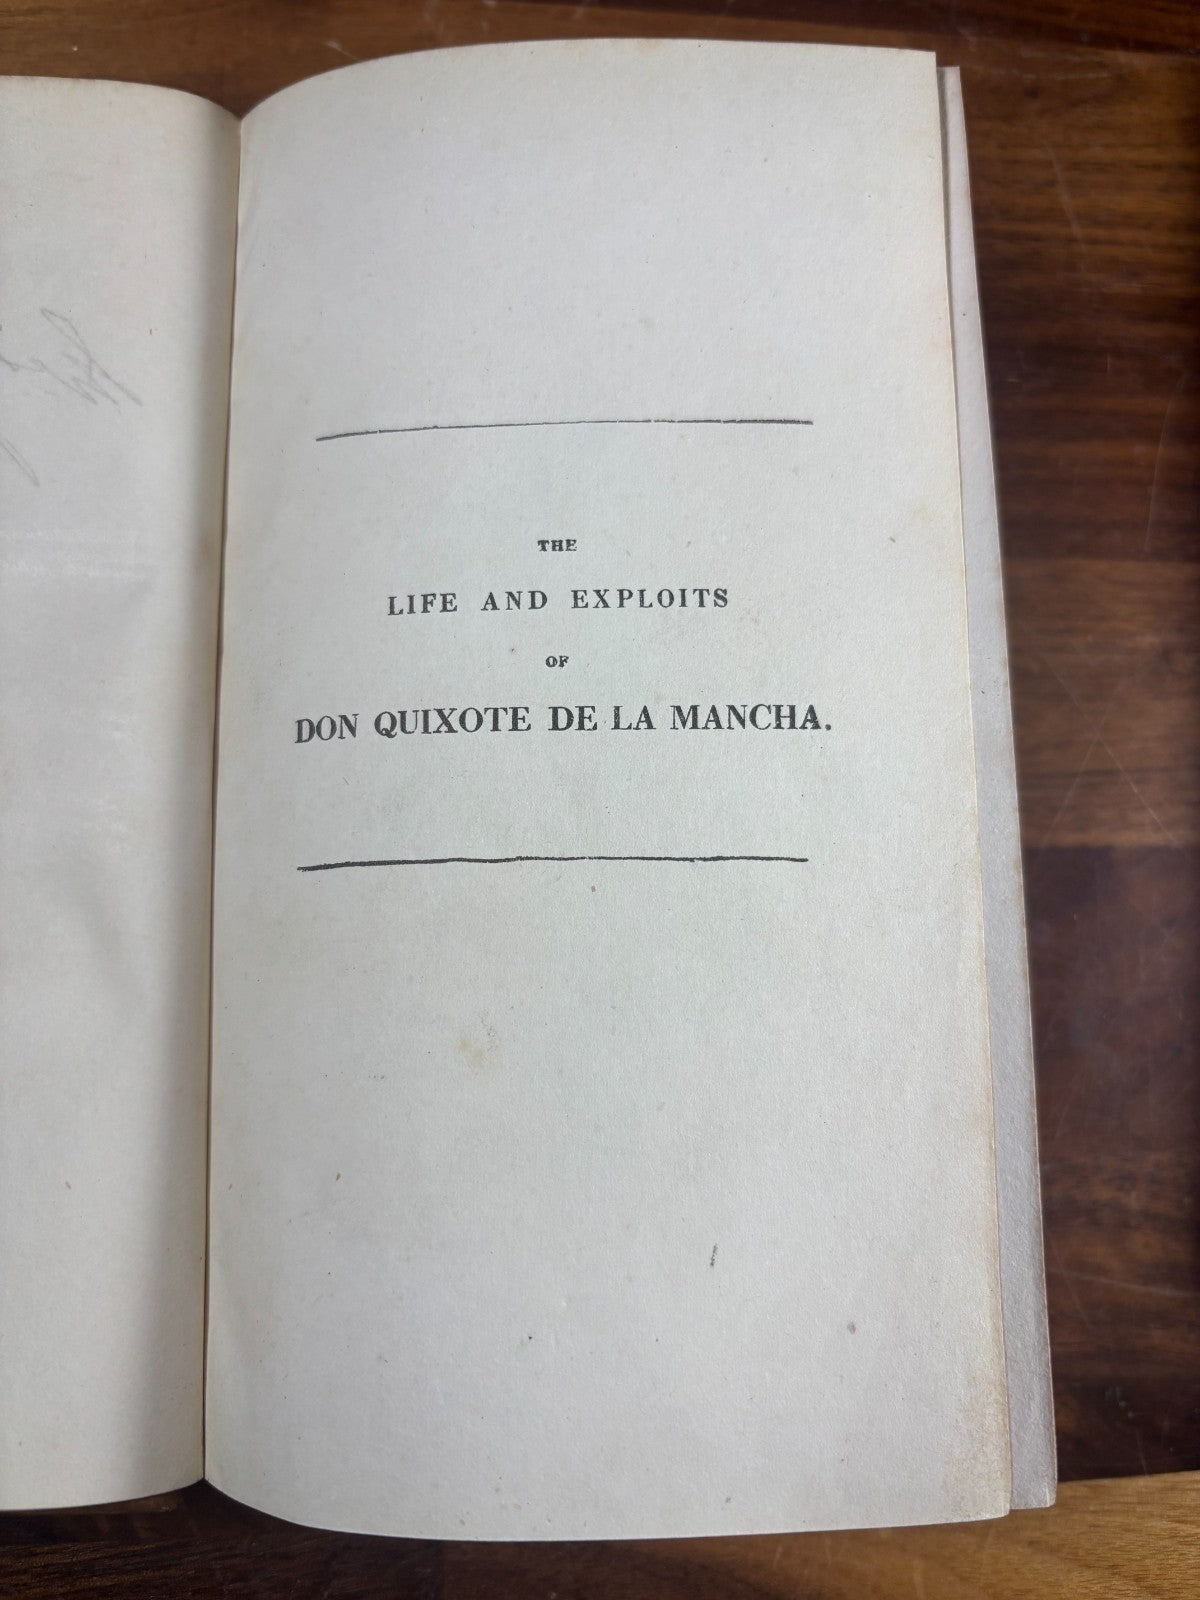 THE
LIFE AND EXPLOITS
OF
DON QUIXOTE DE LA MANCHA.